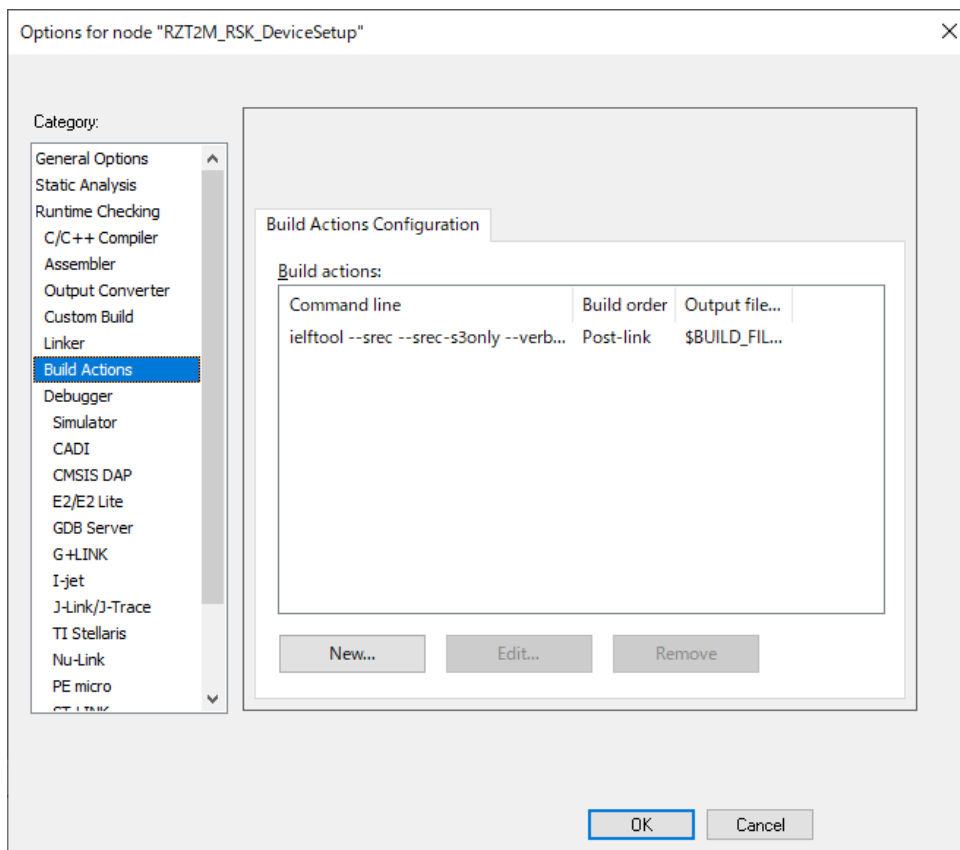 Options for node "RZT2M_RSK_DeviceSetup"
Category:
General Options
Static Analysis
Runtime Checking
C/C++ Compiler
Assembler
Output Converter
Custom Build
Linker
Build Actions
Debugger
Simulator
CADI
CMSIS DAP
E2/E2 Lite
GDB Server
G+LINK
I-jet
J-Link/J-Trace
TI Stellaris
Nu-Link
PE micro
ST-LINK
Build Actions Configuration
Build actions:
Command line Build order Output file...
ielftool --srec --srec-s3only --verb... Post-link $BUILD_FIL...
New... Edit... Remove
OK Cancel